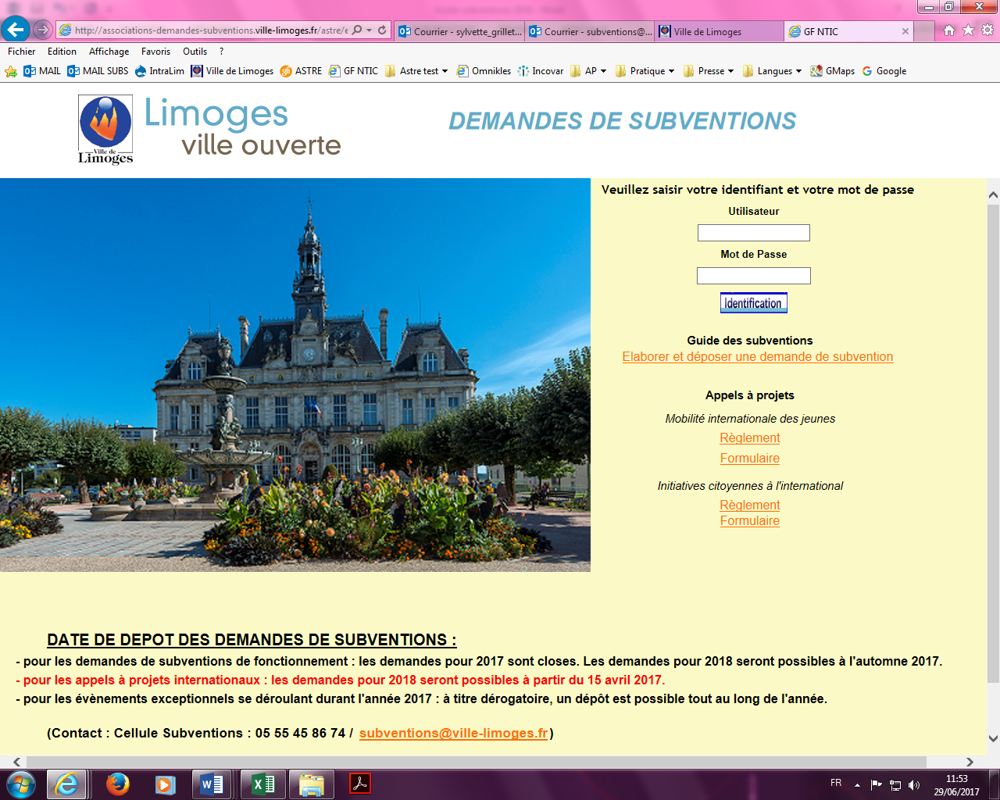 http://associations-demandes-subventions.ville-limoges.fr/astre/e
Courrier - sylvette_grillet...
Courrier - subventions@...
Ville de Limoges
GF NTIC
Fichier Edition Affichage Favoris Outils ?
MAIL MAIL SUBS IntraLim Ville de Limoges ASTRE GF NTIC Astre test Omnikles Incovar AP Pratique Presse Langues GMaps Google
Ville de
Limoges
Limoges
ville ouverte
DEMANDES DE SUBVENTIONS
Veuillez saisir votre identifiant et votre mot de passe
Utilisateur
Mot de Passe
Identification
Guide des subventions
Elaborer et déposer une demande de subvention
Appels à projets
Mobilité internationale des jeunes
Règlement
Formulaire
Initiatives citoyennes à l'international
Règlement
Formulaire
DATE DE DEPOT DES DEMANDES DE SUBVENTIONS :
- pour les demandes de subventions de fonctionnement : les demandes pour 2017 sont closes. Les demandes pour 2018 seront possibles à l'automne 2017.
- pour les appels à projets internationaux : les demandes pour 2018 seront possibles à partir du 15 avril 2017.
- pour les évènements exceptionnels se déroulant durant l'année 2017 : à titre dérogatoire, un dépôt est possible tout au long de l'année.
(Contact : Cellule Subventions : 05 55 45 86 74 / subventions@ville-limoges.fr)
FR
11:53
29/06/2017